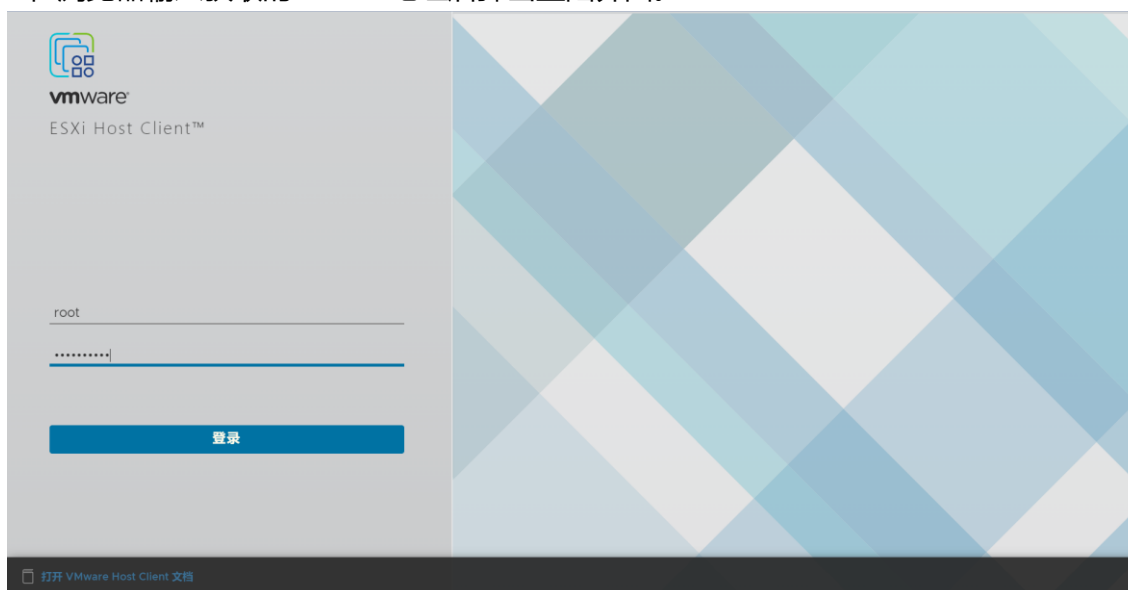 vmware
ESXi Host Client™
root
登录
打开 VMware Host Client 文档